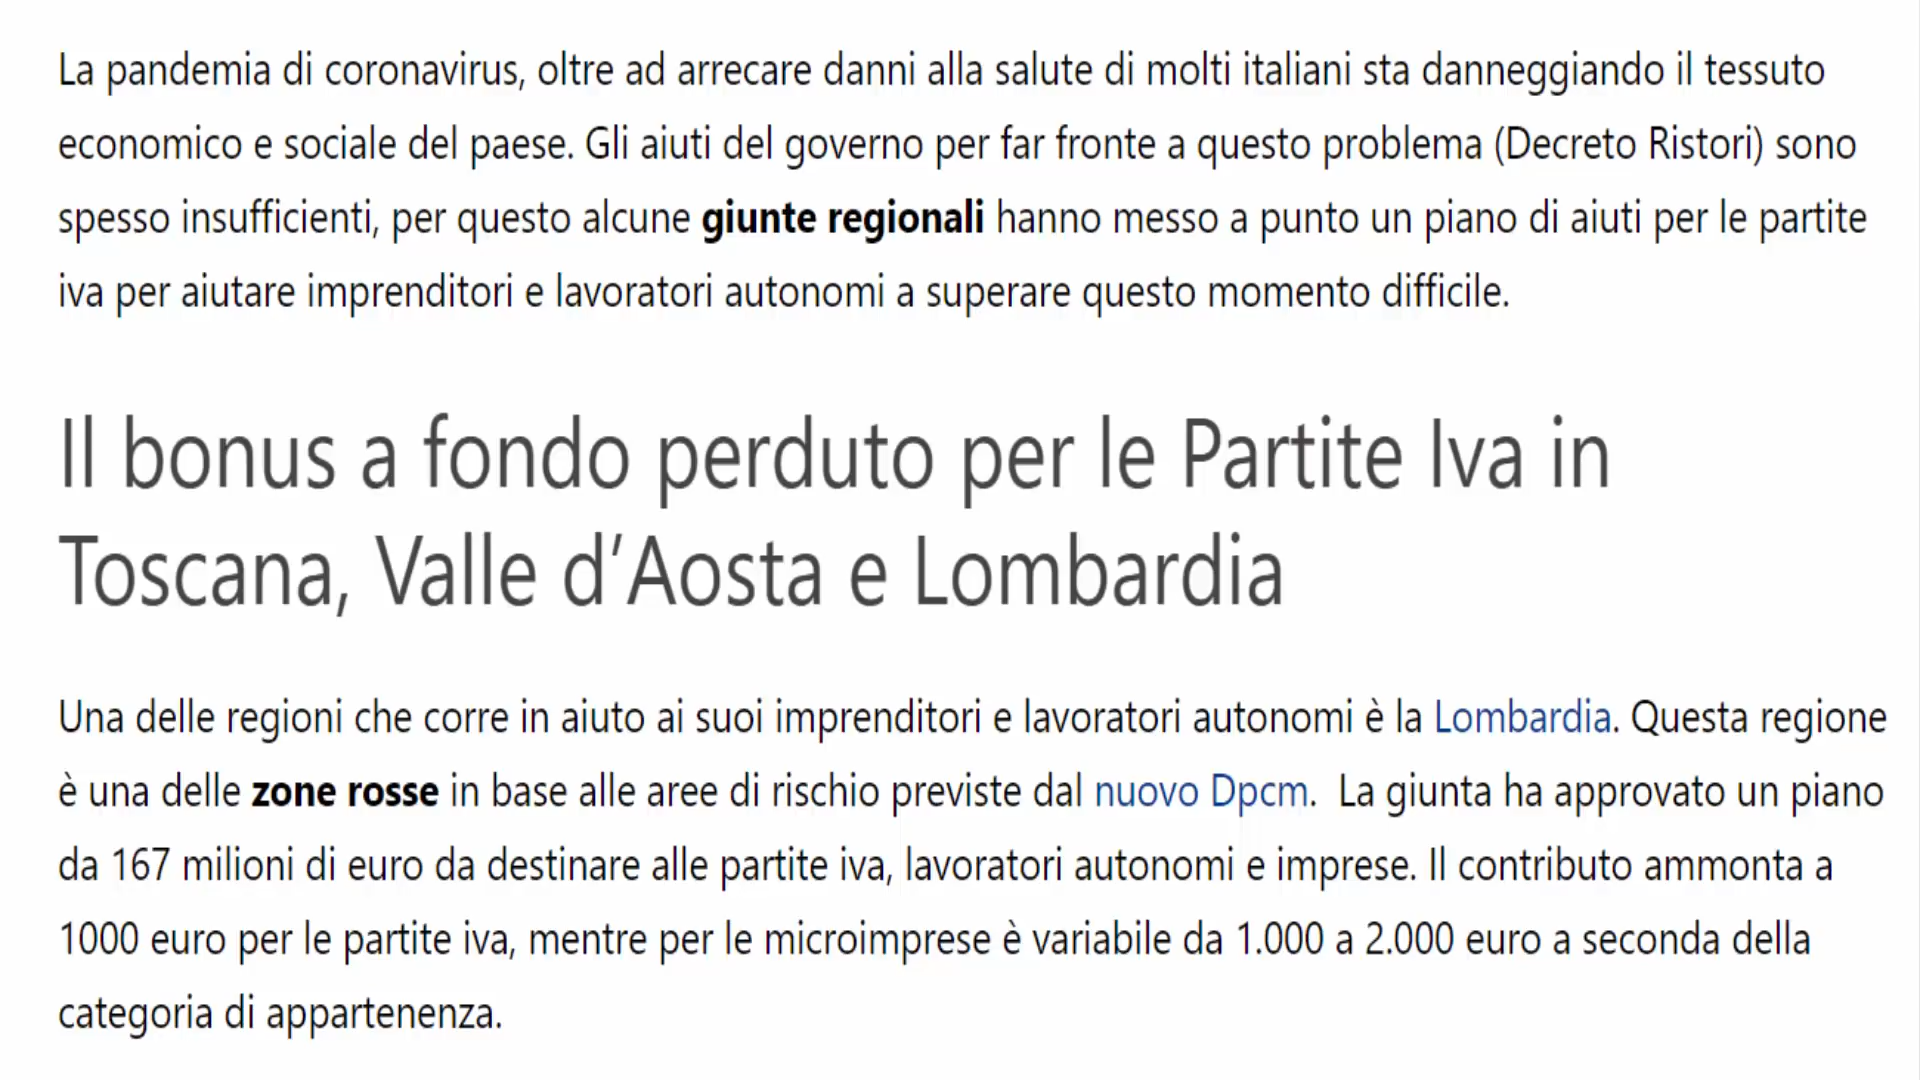 La pandemia di coronavirus, oltre ad arrecare danni alla salute di molti italiani sta danneggiando il tessuto
economico e sociale del paese. Gli aiuti del governo per far fronte a questo problema (Decreto Ristori) sono
spesso insufficienti, per questo alcune giunte regionali hanno messo a punto un piano di aiuti per le partite
iva per aiutare imprenditori e lavoratori autonomi a superare questo momento difficile.
Il bonus a fondo perduto per le Partite Iva in
Toscana, Valle d’Aosta e Lombardia
Una delle regioni che corre in aiuto ai suoi imprenditori e lavoratori autonomi è la Lombardia. Questa regione
è una delle zone rosse in base alle aree di rischio previste dal nuovo Dpcm.  La giunta ha approvato un piano
da 167 milioni di euro da destinare alle partite iva, lavoratori autonomi e imprese. Il contributo ammonta a
1000 euro per le partite iva, mentre per le microimprese è variabile da 1.000 a 2.000 euro a seconda della
categoria di appartenenza.